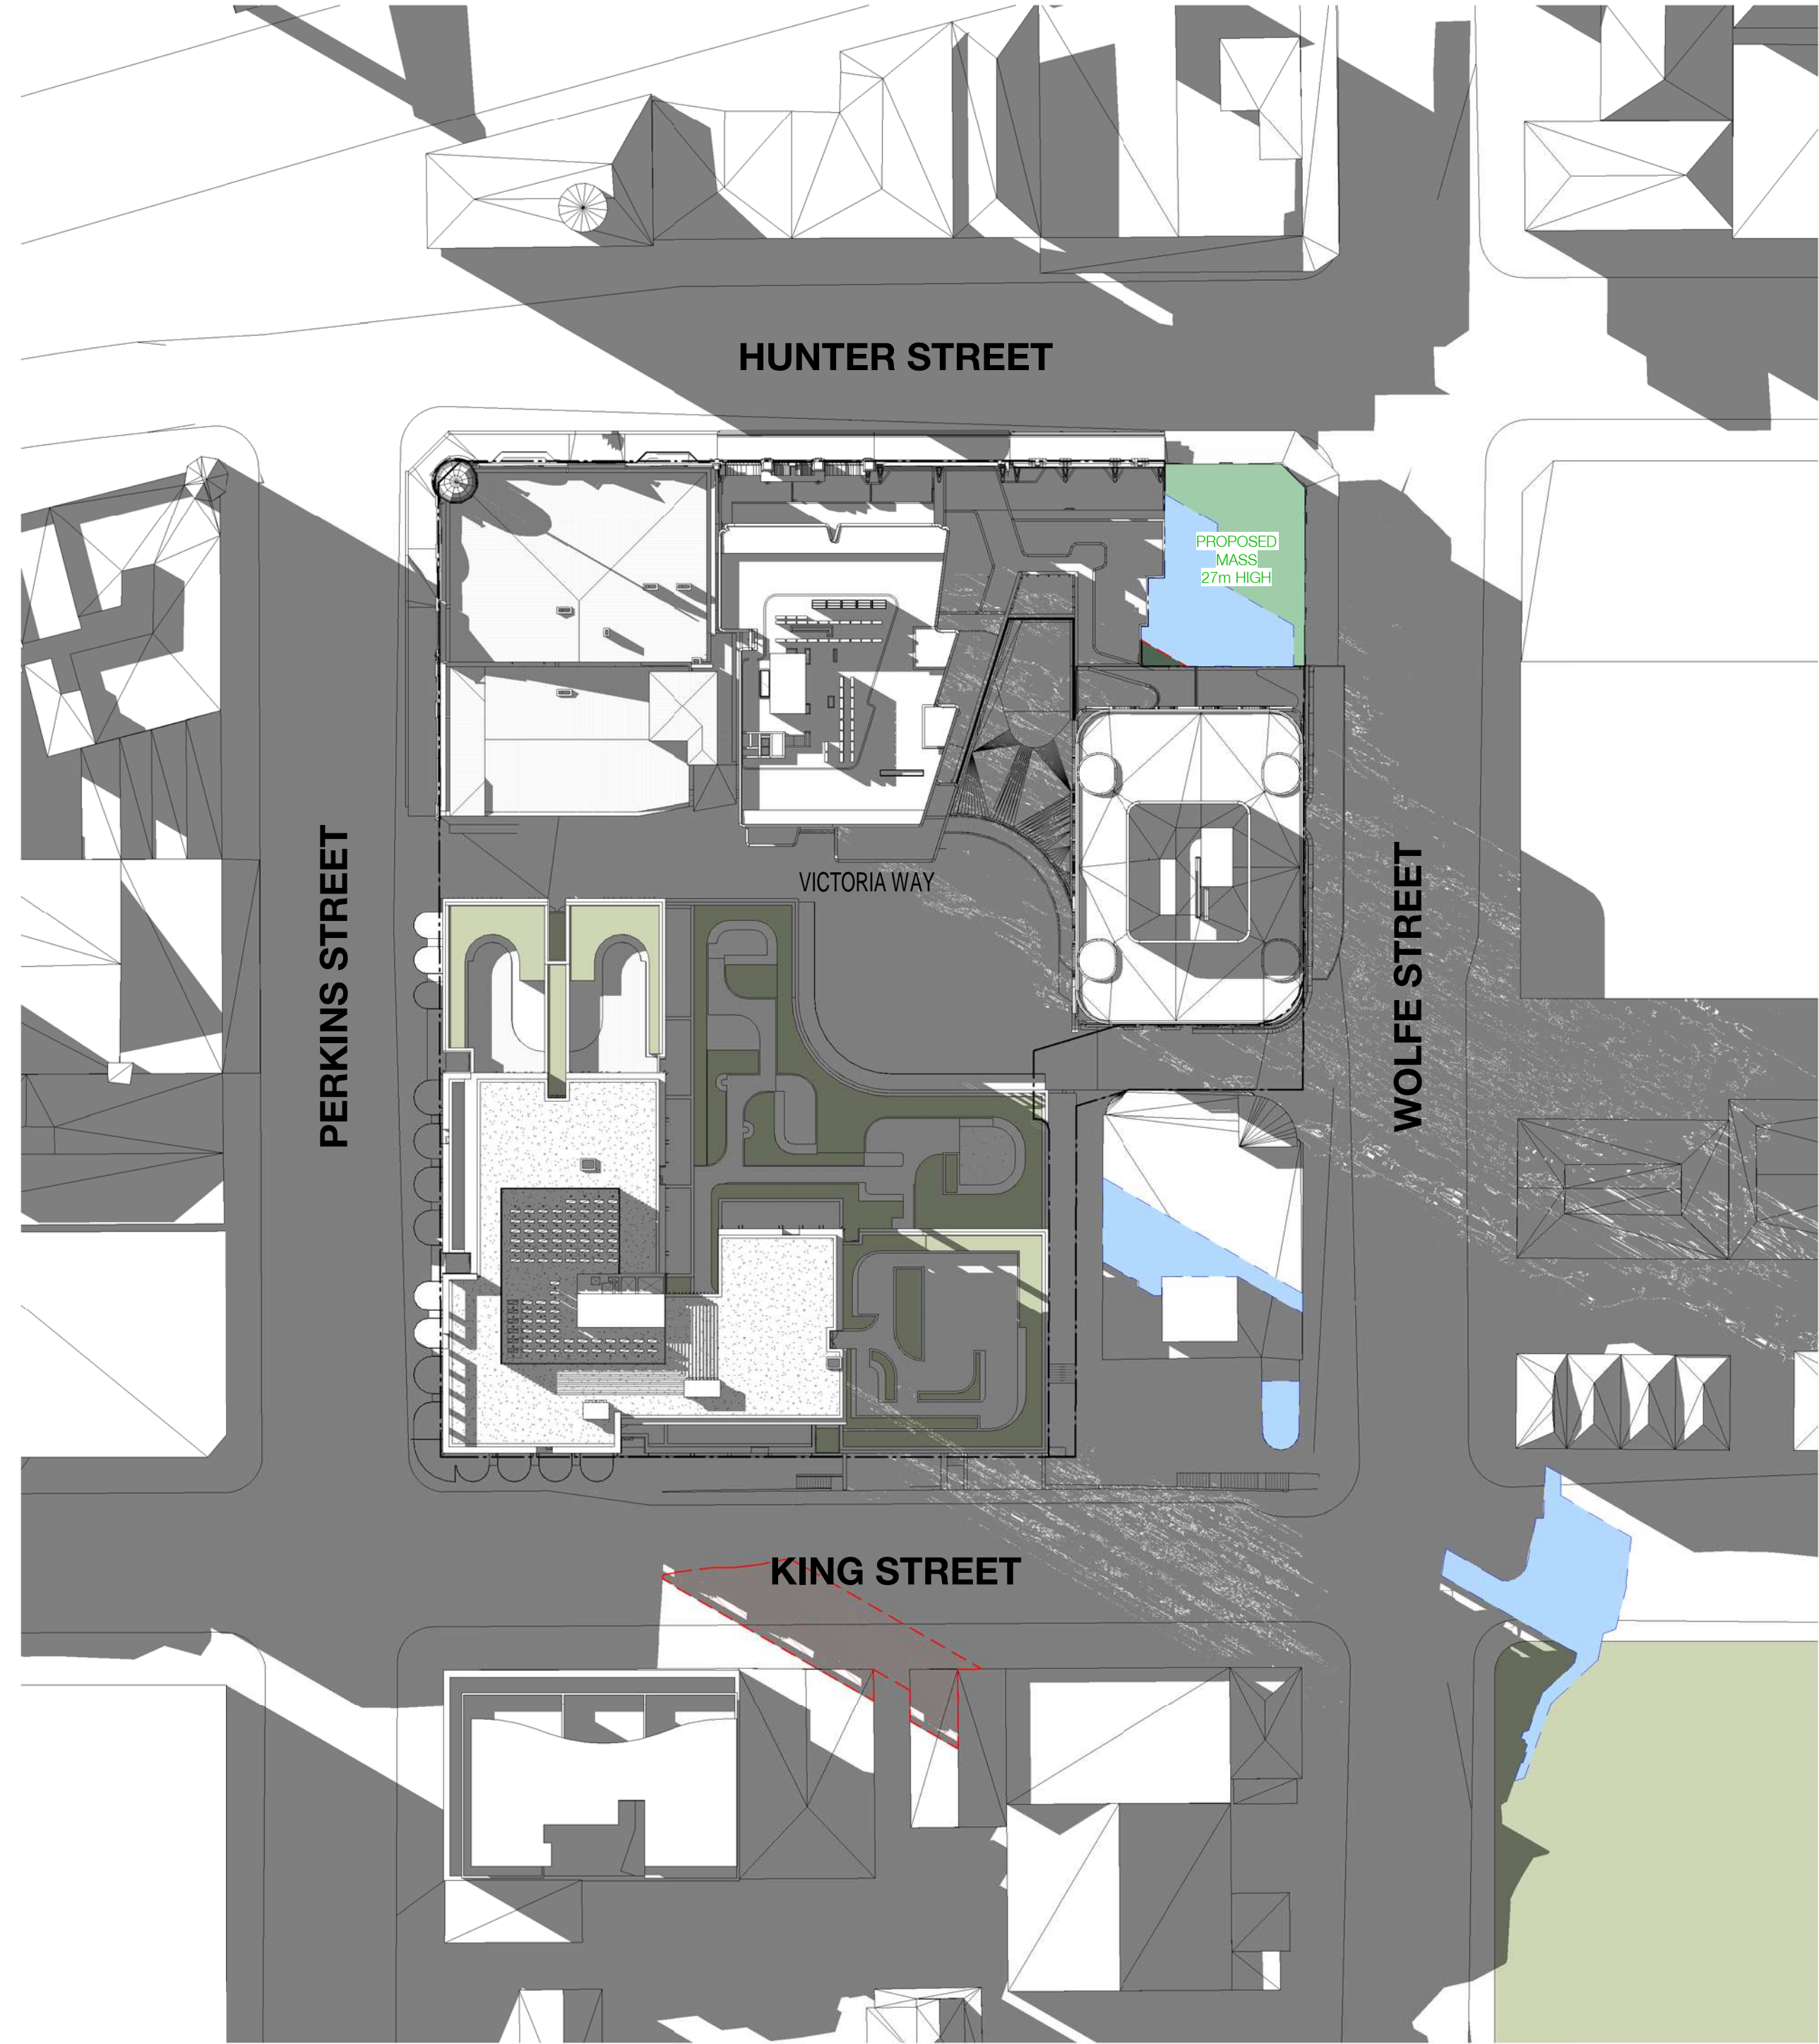 HUNTER STREET
PROPOSED
MASS
27m HIGH
PERKINS STREET
VICTORIA WAY
WOLFE STREET
KING STREET